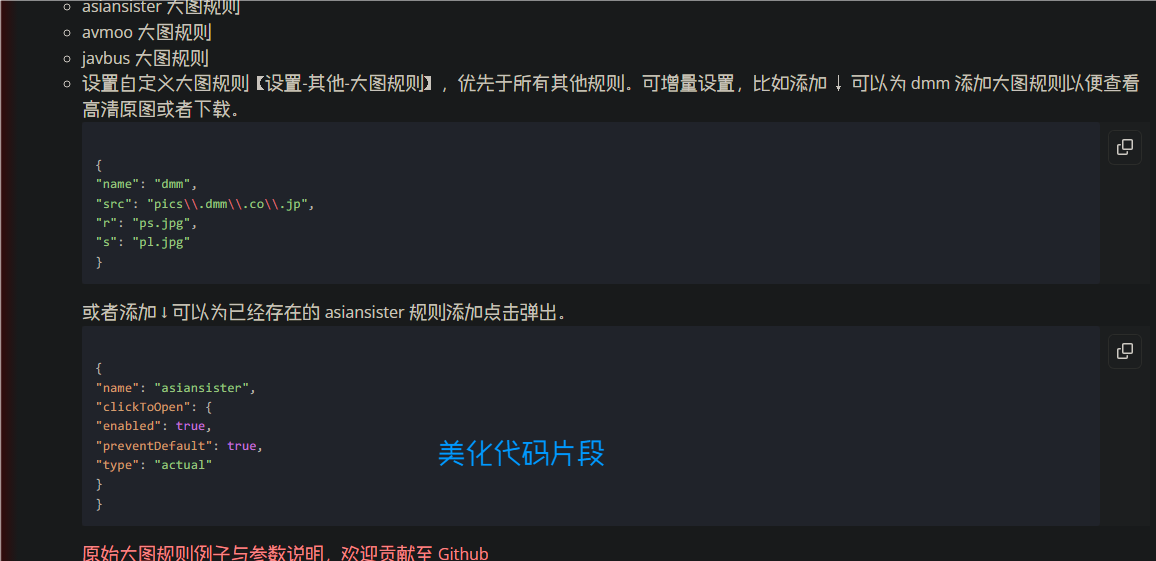 asiansister 大图规则
avmoo 大图规则
javbus 大图规则
设置自定义大图规则【设置-其他-大图规则】，优先于所有其他规则。可增量设置，比如添加 ↓ 可以为 dmm 添加大图规则以便查看
高清原图或者下载。
{
"name": "dmm",
"src": "pics\\.dmm\\.co\\.jp",
"r": "ps.jpg",
"s": "pl.jpg"
}
或者添加 ↓ 可以为已经存在的 asiansister 规则添加点击弹出。
{
"name": "asiansister",
"clickToOpen": {
"enabled": true,
"preventDefault": true,
"type": "actual"
}
}
美化代码片段
原始大图规则例子与参数说明，欢迎贡献至 Github